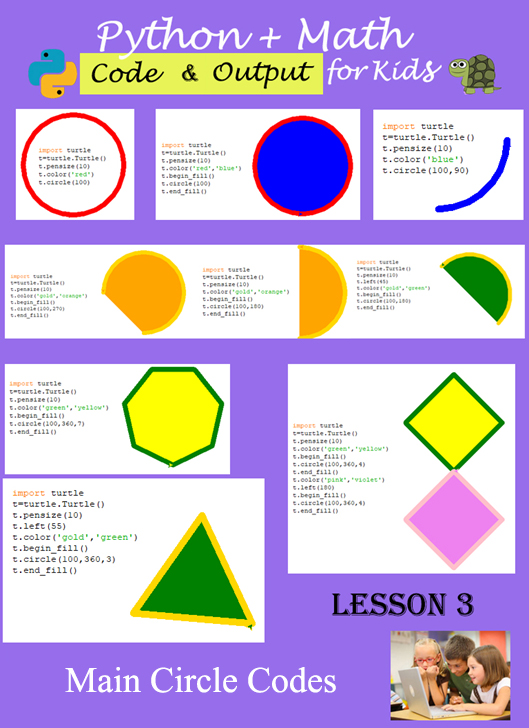 Python + Math
Code & Output for Kids
import turtle
t=turtle.Turtle()
t.pensize(10)
t.color('red')
t.circle(100)
import turtle
t=turtle.Turtle()
t.pensize(10)
t.color('red','blue')
t.begin_fill()
t.circle(100)
t.end_fill()
import turtle
t=turtle.Turtle()
t.pensize(10)
t.color('blue')
t.circle(100,90)
import turtle
t=turtle.Turtle()
t.pensize(10)
t.color('gold','orange')
t.begin_fill()
t.circle(100,270)
t.end_fill()
import turtle
t=turtle.Turtle()
t.pensize(10)
t.color('gold','orange')
t.begin_fill()
t.circle(100,180)
t.end_fill()
import turtle
t=turtle.Turtle()
t.pensize(10)
t.left(45)
t.color('gold','green')
t.begin_fill()
t.circle(100,180)
t.end_fill()
import turtle
t=turtle.Turtle()
t.pensize(10)
t.color('green','yellow')
t.begin_fill()
t.circle(100,360,7)
t.end_fill()
import turtle
t=turtle.Turtle()
t.pensize(10)
t.color('green','yellow')
t.begin_fill()
t.circle(100,360,4)
t.end_fill()
t.color('pink','violet')
t.left(180)
t.begin_fill()
t.circle(100,360,4)
t.end_fill()
import turtle
t=turtle.Turtle()
t.pensize(10)
t.left(55)
t.color('gold','green')
t.begin_fill()
t.circle(100,360,3)
t.end_fill()
LESSON 3
Main Circle Codes